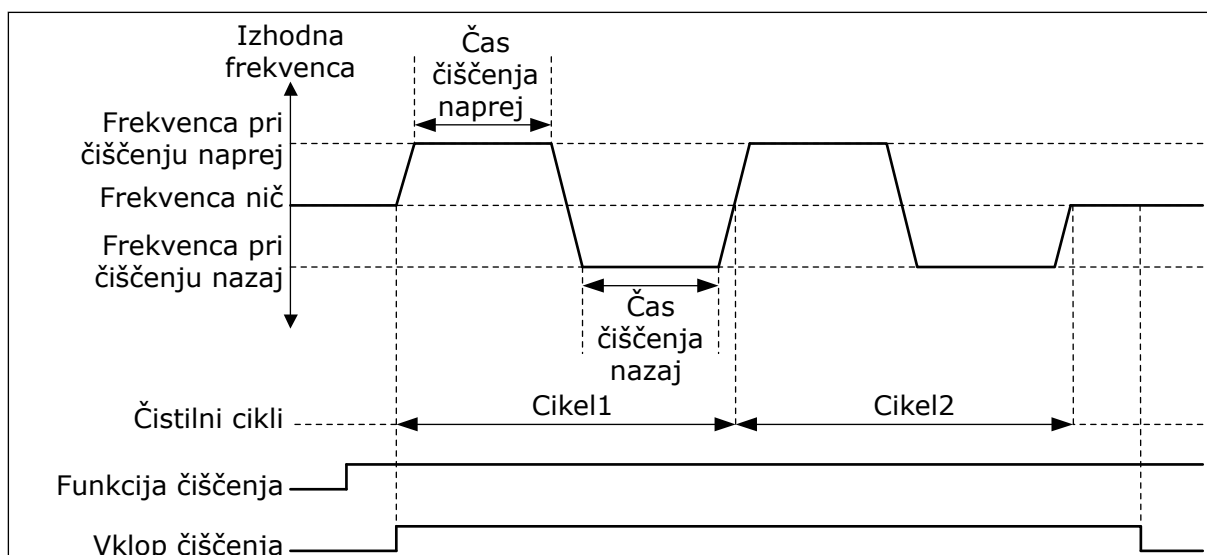 Izhodna
frekvenca
Čas
čiščenja
naprej
Frekvenca pri
čiščenju naprej
Frekvenca nič
Frekvenca pri
čiščenju nazaj
Čas
čiščenja
nazaj
Čistilni cikli
Cikel1
Cikel2
Funkcija čiščenja
Vklop čiščenja